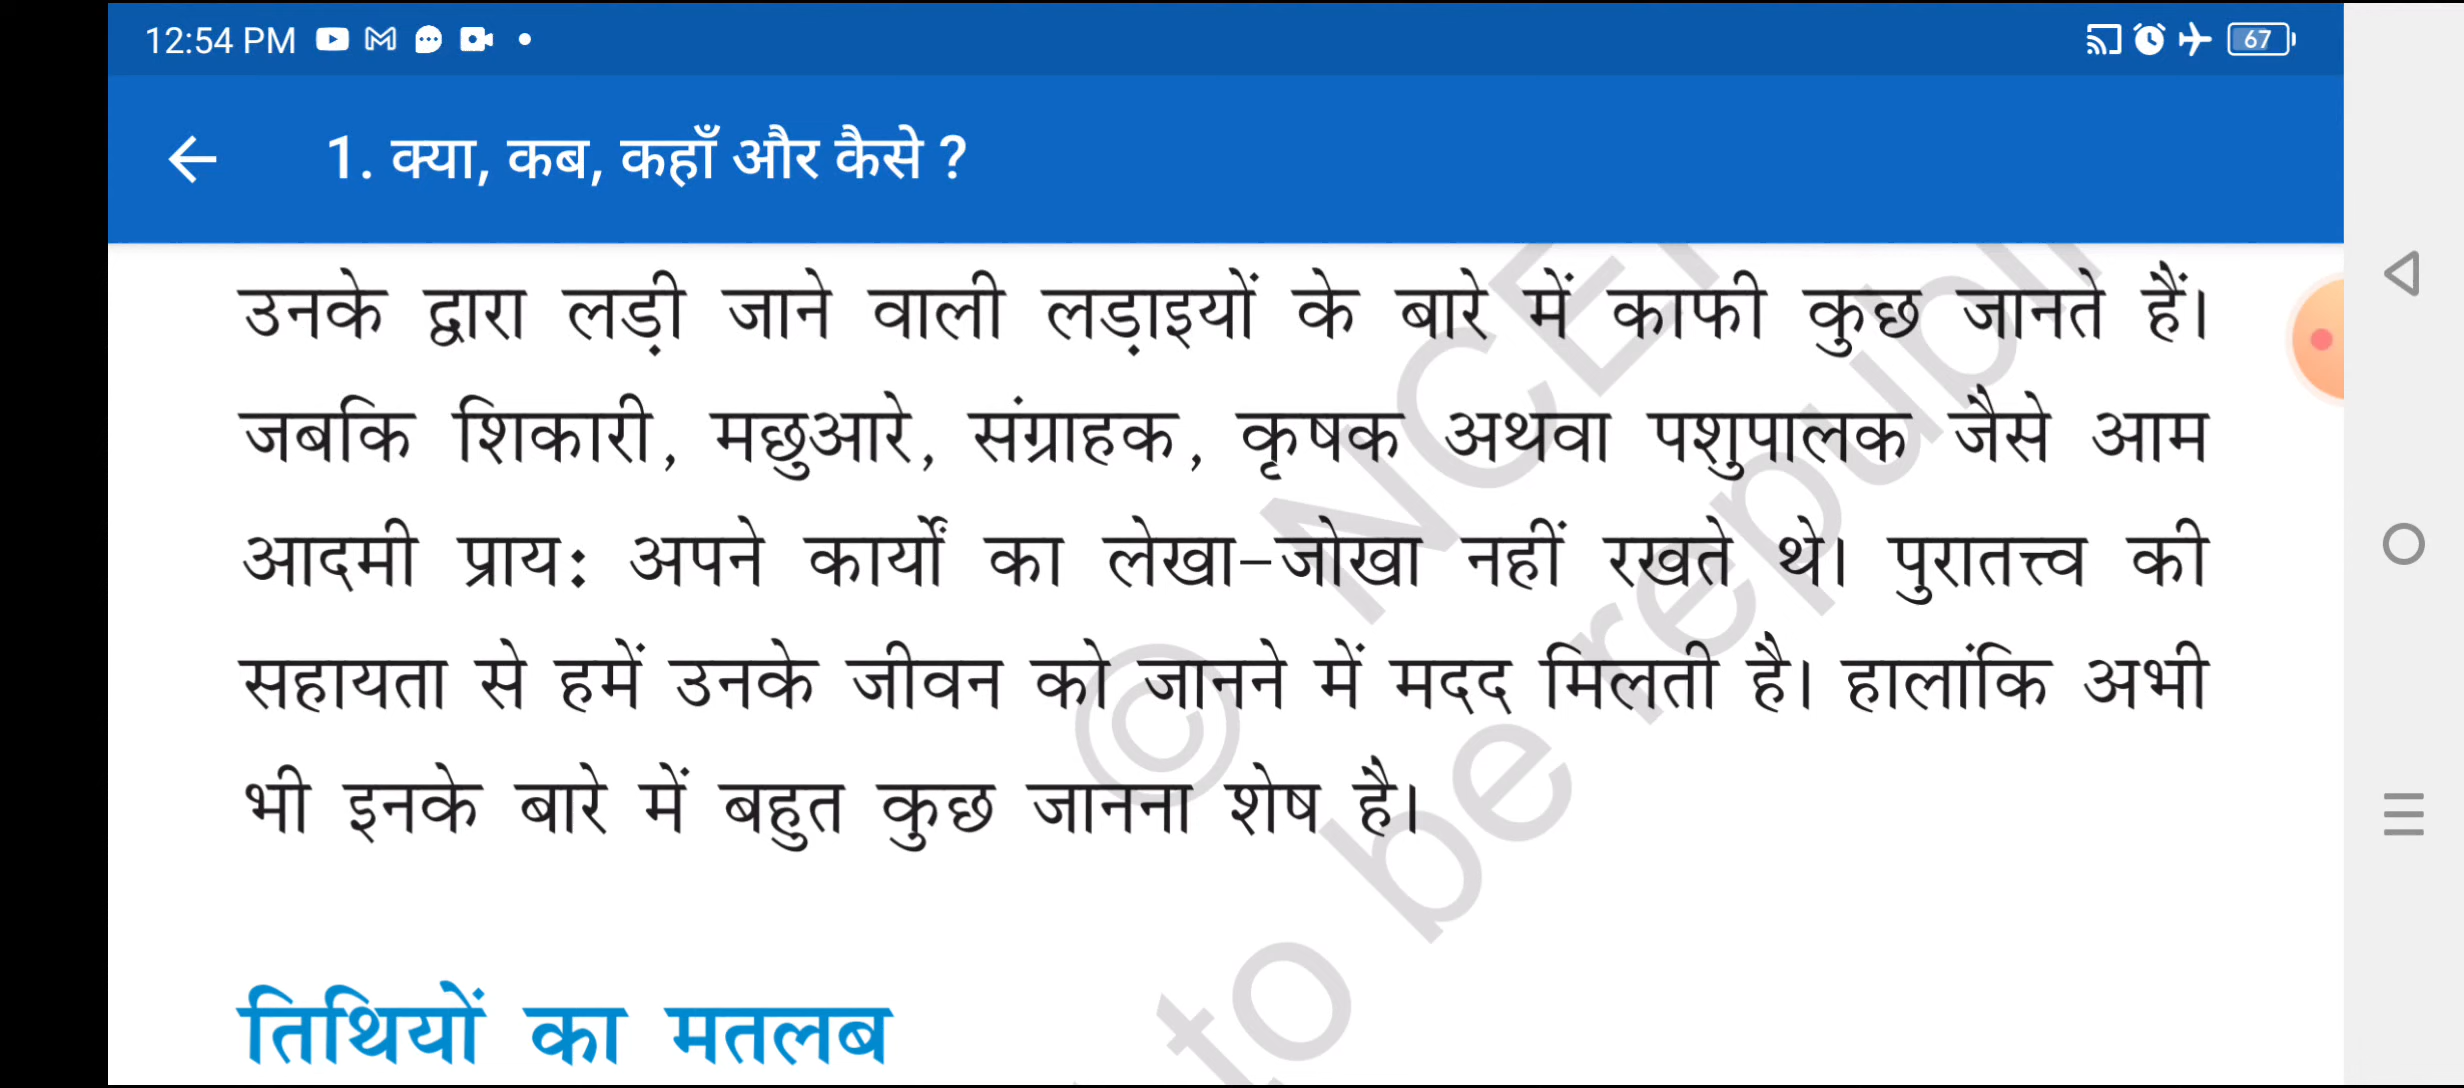 12:54 PM
67
1. क्या, कब, कहाँ और कैसे ?
उनके द्वारा लड़ी जाने वाली लड़ाइयों के बारे में काफी कुछ जानते हैं।
जबकि शिकारी, मछुआरे, संग्राहक, कृषक अथवा पशुपालक जैसे आम
आदमी प्राय: अपने कार्यों का लेखा-जोखा नहीं रखते थे। पुरातत्त्व की
सहायता से हमें उनके जीवन को जानने में मदद मिलती है। हालांकि अभी
भी इनके बारे में बहुत कुछ जानना शेष है।
तिथियों का मतलब
© NCE
to be republ